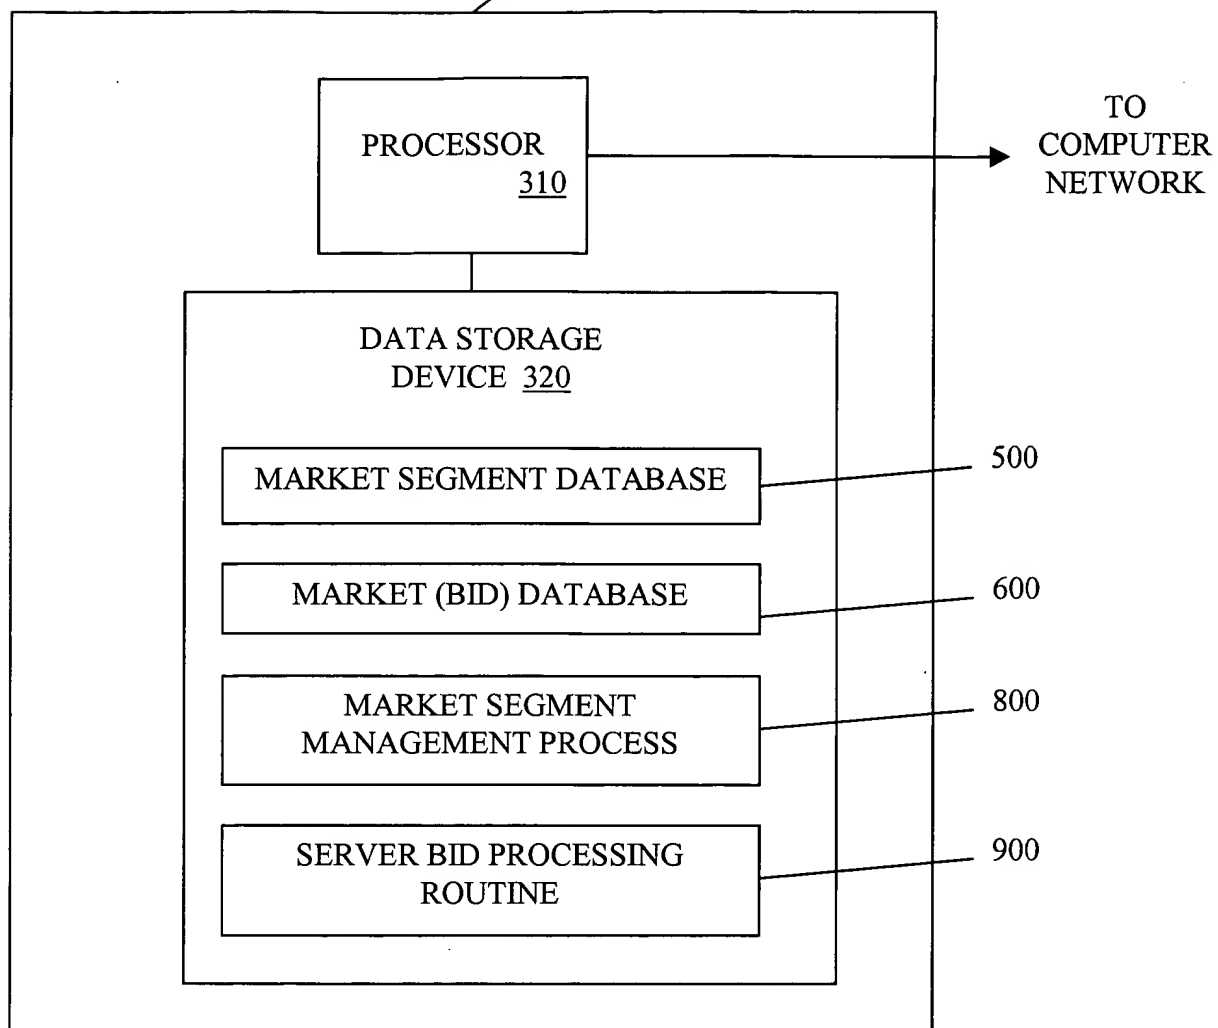 PROCESSOR
310
TO
COMPUTER
NETWORK
DATA STORAGE
DEVICE 320
MARKET SEGMENT DATABASE
500
MARKET (BID) DATABASE
600
MARKET SEGMENT
MANAGEMENT PROCESS
800
SERVER BID PROCESSING
ROUTINE
900